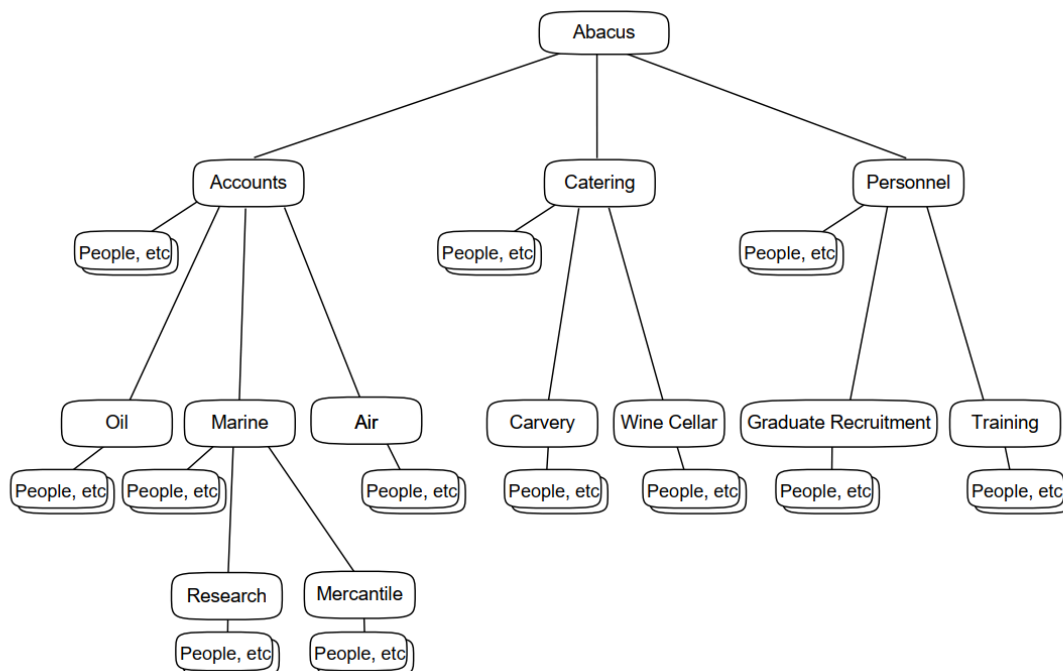 Abacus
Accounts
Catering
Personnel
People, etc
People, etc
People, etc
Oil
Marine
Air
Carvery
Wine Cellar
Graduate Recruitment
Training
People, etc
People, etc
People, etc
People, etc
People, etc
People, etc
People, etc
Research
Mercantile
People, etc
People, etc